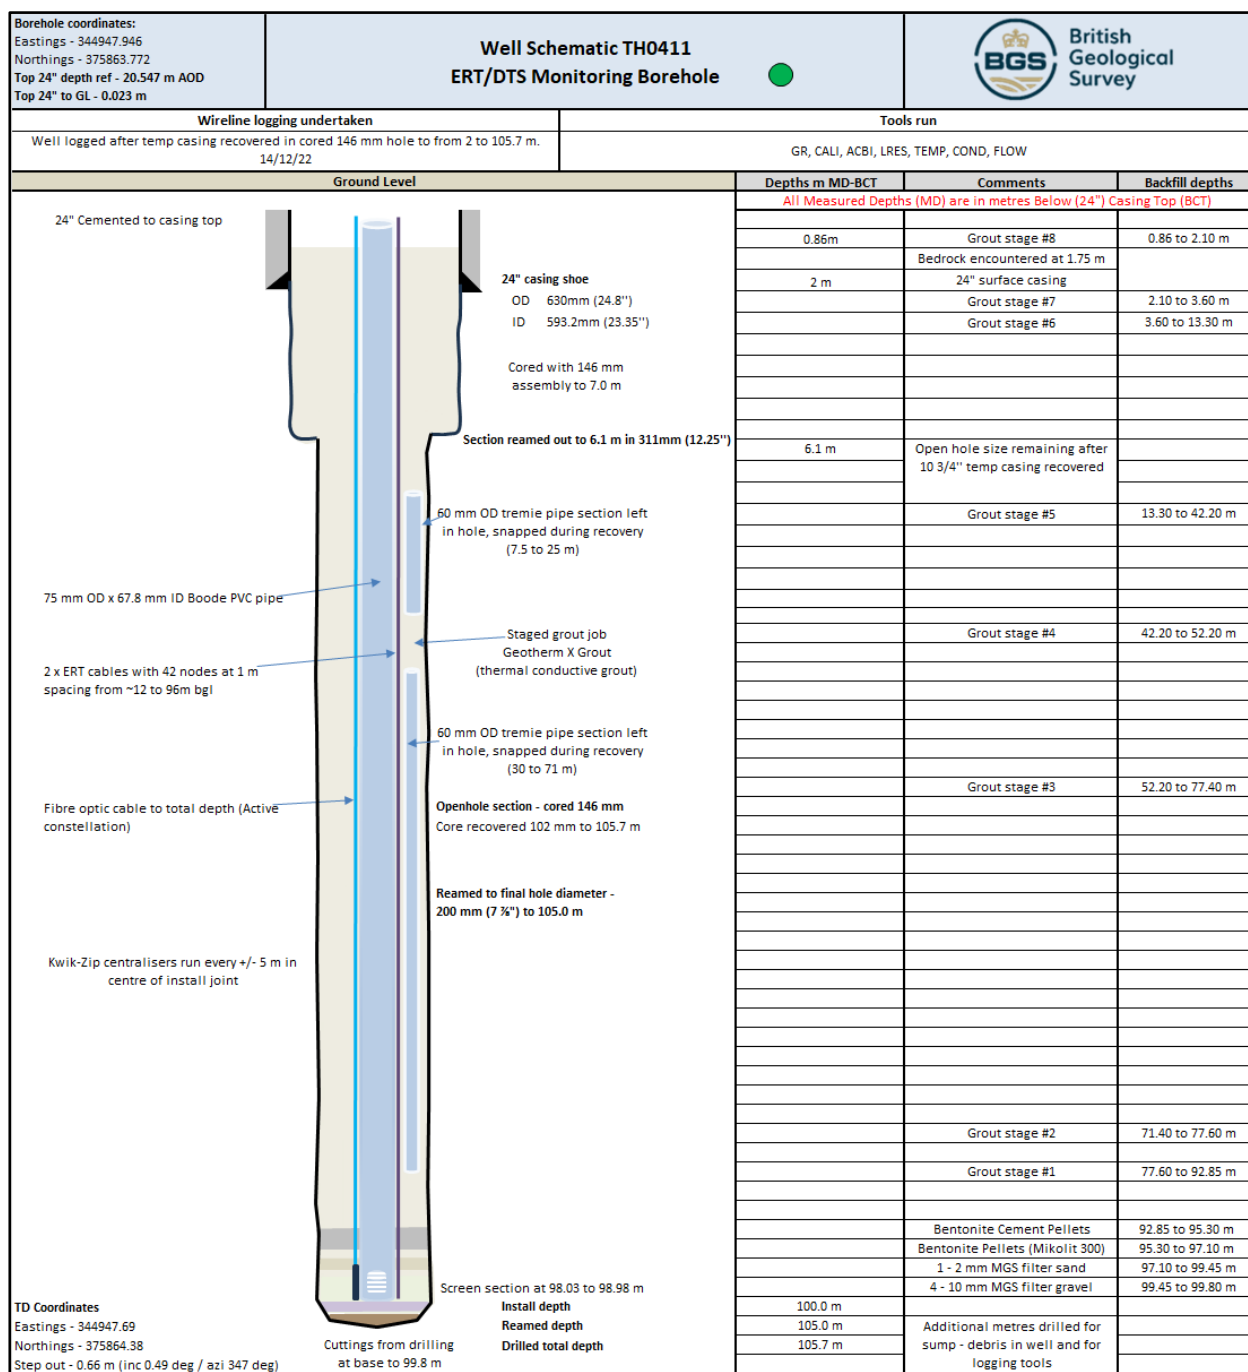 Borehole coordinates:
Eastings - 344947.946
Northings - 375863.772
Top 24" depth ref - 20.547 m AOD
Top 24" to GL - 0.023 m
Well Schematic TH0411
ERT/DTS Monitoring Borehole
BGS
British
Geological
Survey
Wireline logging undertaken
Tools run
Well logged after temp casing recovered in cored 146 mm hole to from 2 to 105.7 m.
14/12/22
GR, CALI, ACBI, LRES, TEMP, COND, FLOW
Ground Level
Depths m MD-BCT
Comments
Backfill depths
All Measured Depths (MD) are in metres Below (24") Casing Top (BCT)
24" Cemented to casing top
0.86m
Grout stage #8
0.86 to 2.10 m
Bedrock encountered at 1.75 m
24" casing shoe
2 m
24" surface casing
OD 630mm (24.8'')
Grout stage #7
2.10 to 3.60 m
ID 593.2mm (23.35'')
Grout stage #6
3.60 to 13.30 m
Cored with 146 mm
assembly to 7.0 m
Section reamed out to 6.1 m in 311mm (12.25'')
6.1 m
Open hole size remaining after
10 3/4'' temp casing recovered
60 mm OD tremie pipe section left
in hole, snapped during recovery
(7.5 to 25 m)
Grout stage #5
13.30 to 42.20 m
75 mm OD x 67.8 mm ID Boode PVC pipe
Staged grout job
Geotherm X Grout
(thermal conductive grout)
Grout stage #4
42.20 to 52.20 m
2 x ERT cables with 42 nodes at 1 m
spacing from ~12 to 96m bgl
60 mm OD tremie pipe section left
in hole, snapped during recovery
(30 to 71 m)
Grout stage #3
52.20 to 77.40 m
Fibre optic cable to total depth (Active
constellation)
Openhole section - cored 146 mm
Core recovered 102 mm to 105.7 m
Reamed to final hole diameter -
200 mm (7 ⅞") to 105.0 m
Kwik-Zip centralisers run every +/- 5 m in
centre of install joint
Grout stage #2
71.40 to 77.60 m
Grout stage #1
77.60 to 92.85 m
Bentonite Cement Pellets
92.85 to 95.30 m
Bentonite Pellets (Mikolit 300)
95.30 to 97.10 m
1 - 2 mm MGS filter sand
97.10 to 99.45 m
Screen section at 98.03 to 98.98 m
4 - 10 mm MGS filter gravel
99.45 to 99.80 m
TD Coordinates
Eastings - 344947.69
Northings - 375864.38
Step out - 0.66 m (inc 0.49 deg / azi 347 deg)
Cuttings from drilling
at base to 99.8 m
Install depth
100.0 m
Reamed depth
105.0 m
Drilled total depth
105.7 m
Additional metres drilled for
sump - debris in well and for
logging tools